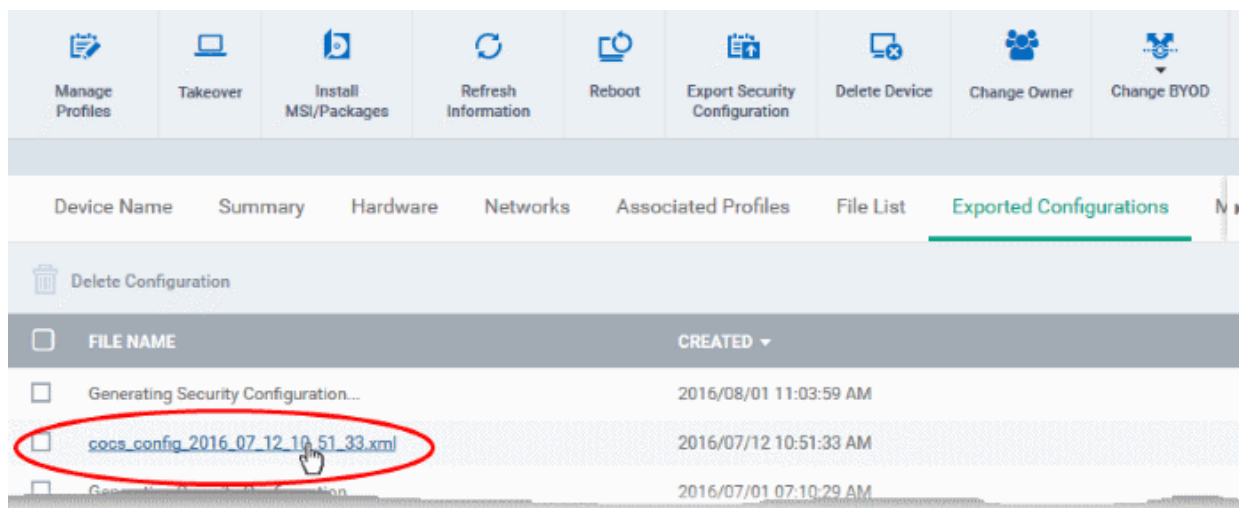 Manage Profiles
Takeover
Install MSI/Packages
Refresh Information
Reboot
Export Security Configuration
Delete Device
Change Owner
Change BYOD
Device Name Summary Hardware Networks Associated Profiles File List Exported Configurations
Delete Configuration
FILE NAME CREATED
Generating Security Configuration... 2016/08/01 11:03:59 AM
cocs_config_2016_07_12_10_51_33.xml 2016/07/12 10:51:33 AM
2016/07/01 07:10:29 AM